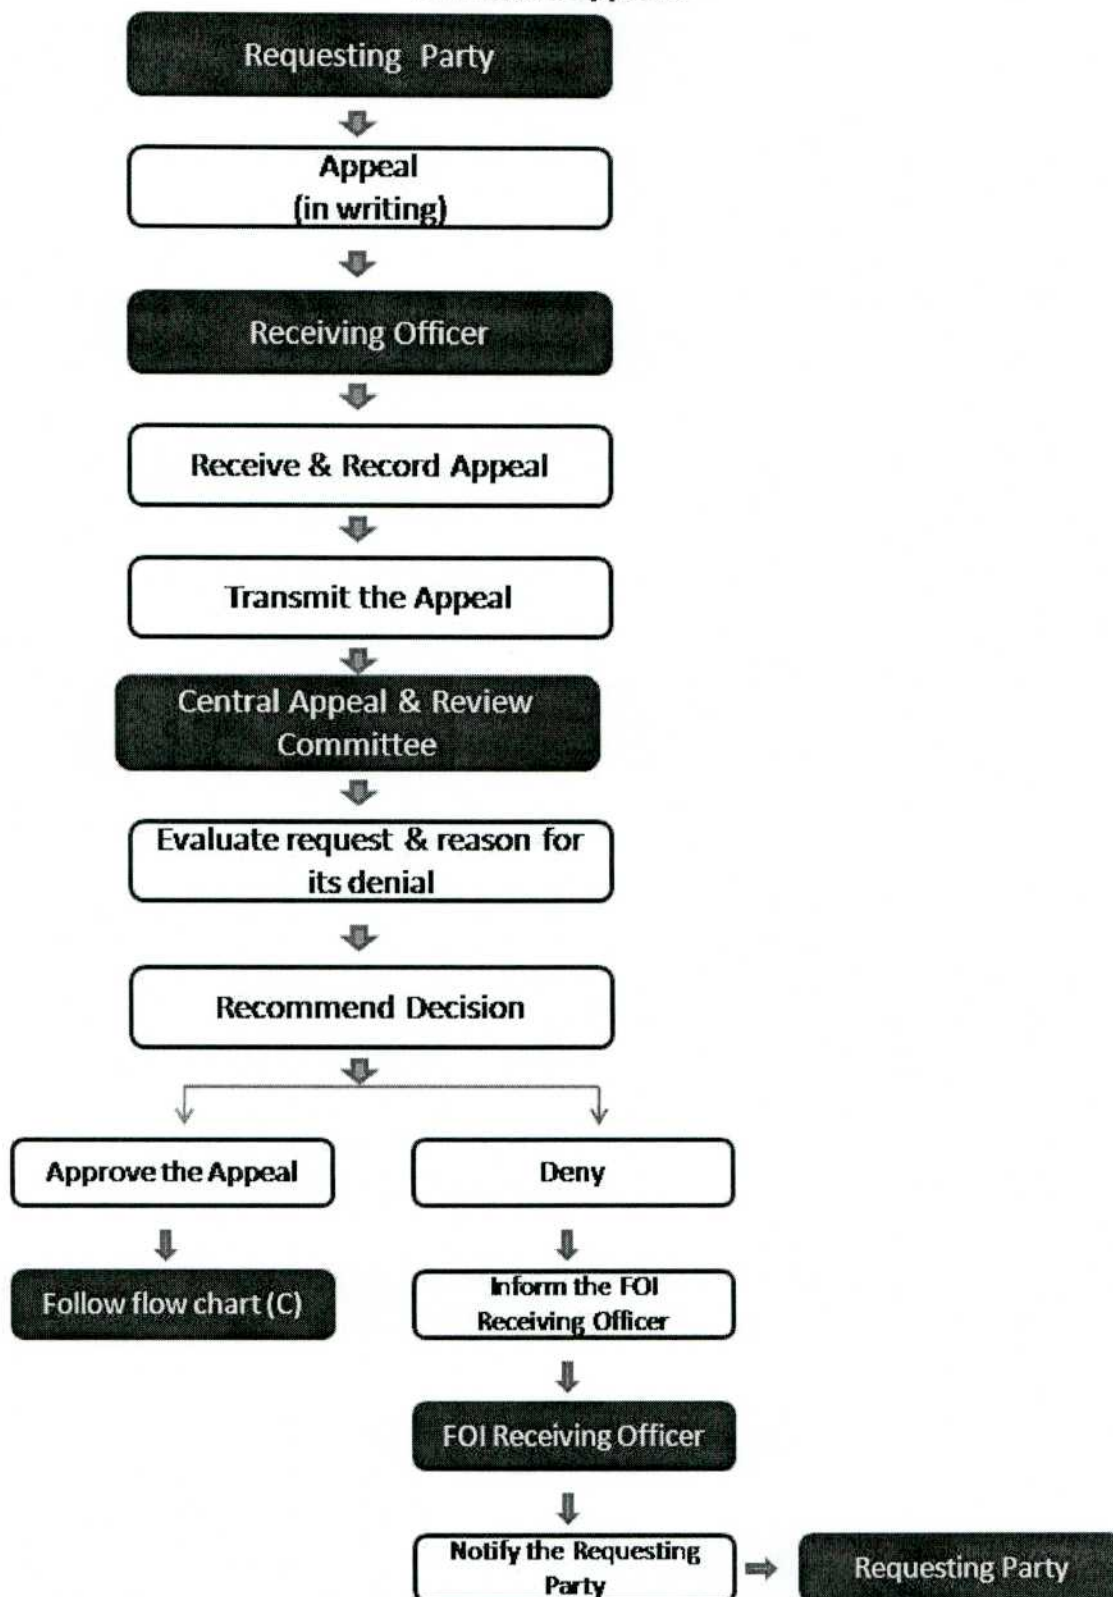 Requesting Party
Appeal
(in writing)
Receiving Officer
Receive & Record Appeal
Transmit the Appeal
Central Appeal & Review
Committee
Evaluate request & reason for
its denial
Recommend Decision
Approve the Appeal
Deny
Follow flow chart (C)
Inform the FOI
Receiving Officer
FOI Receiving Officer
Notify the Requesting
Party
Requesting Party